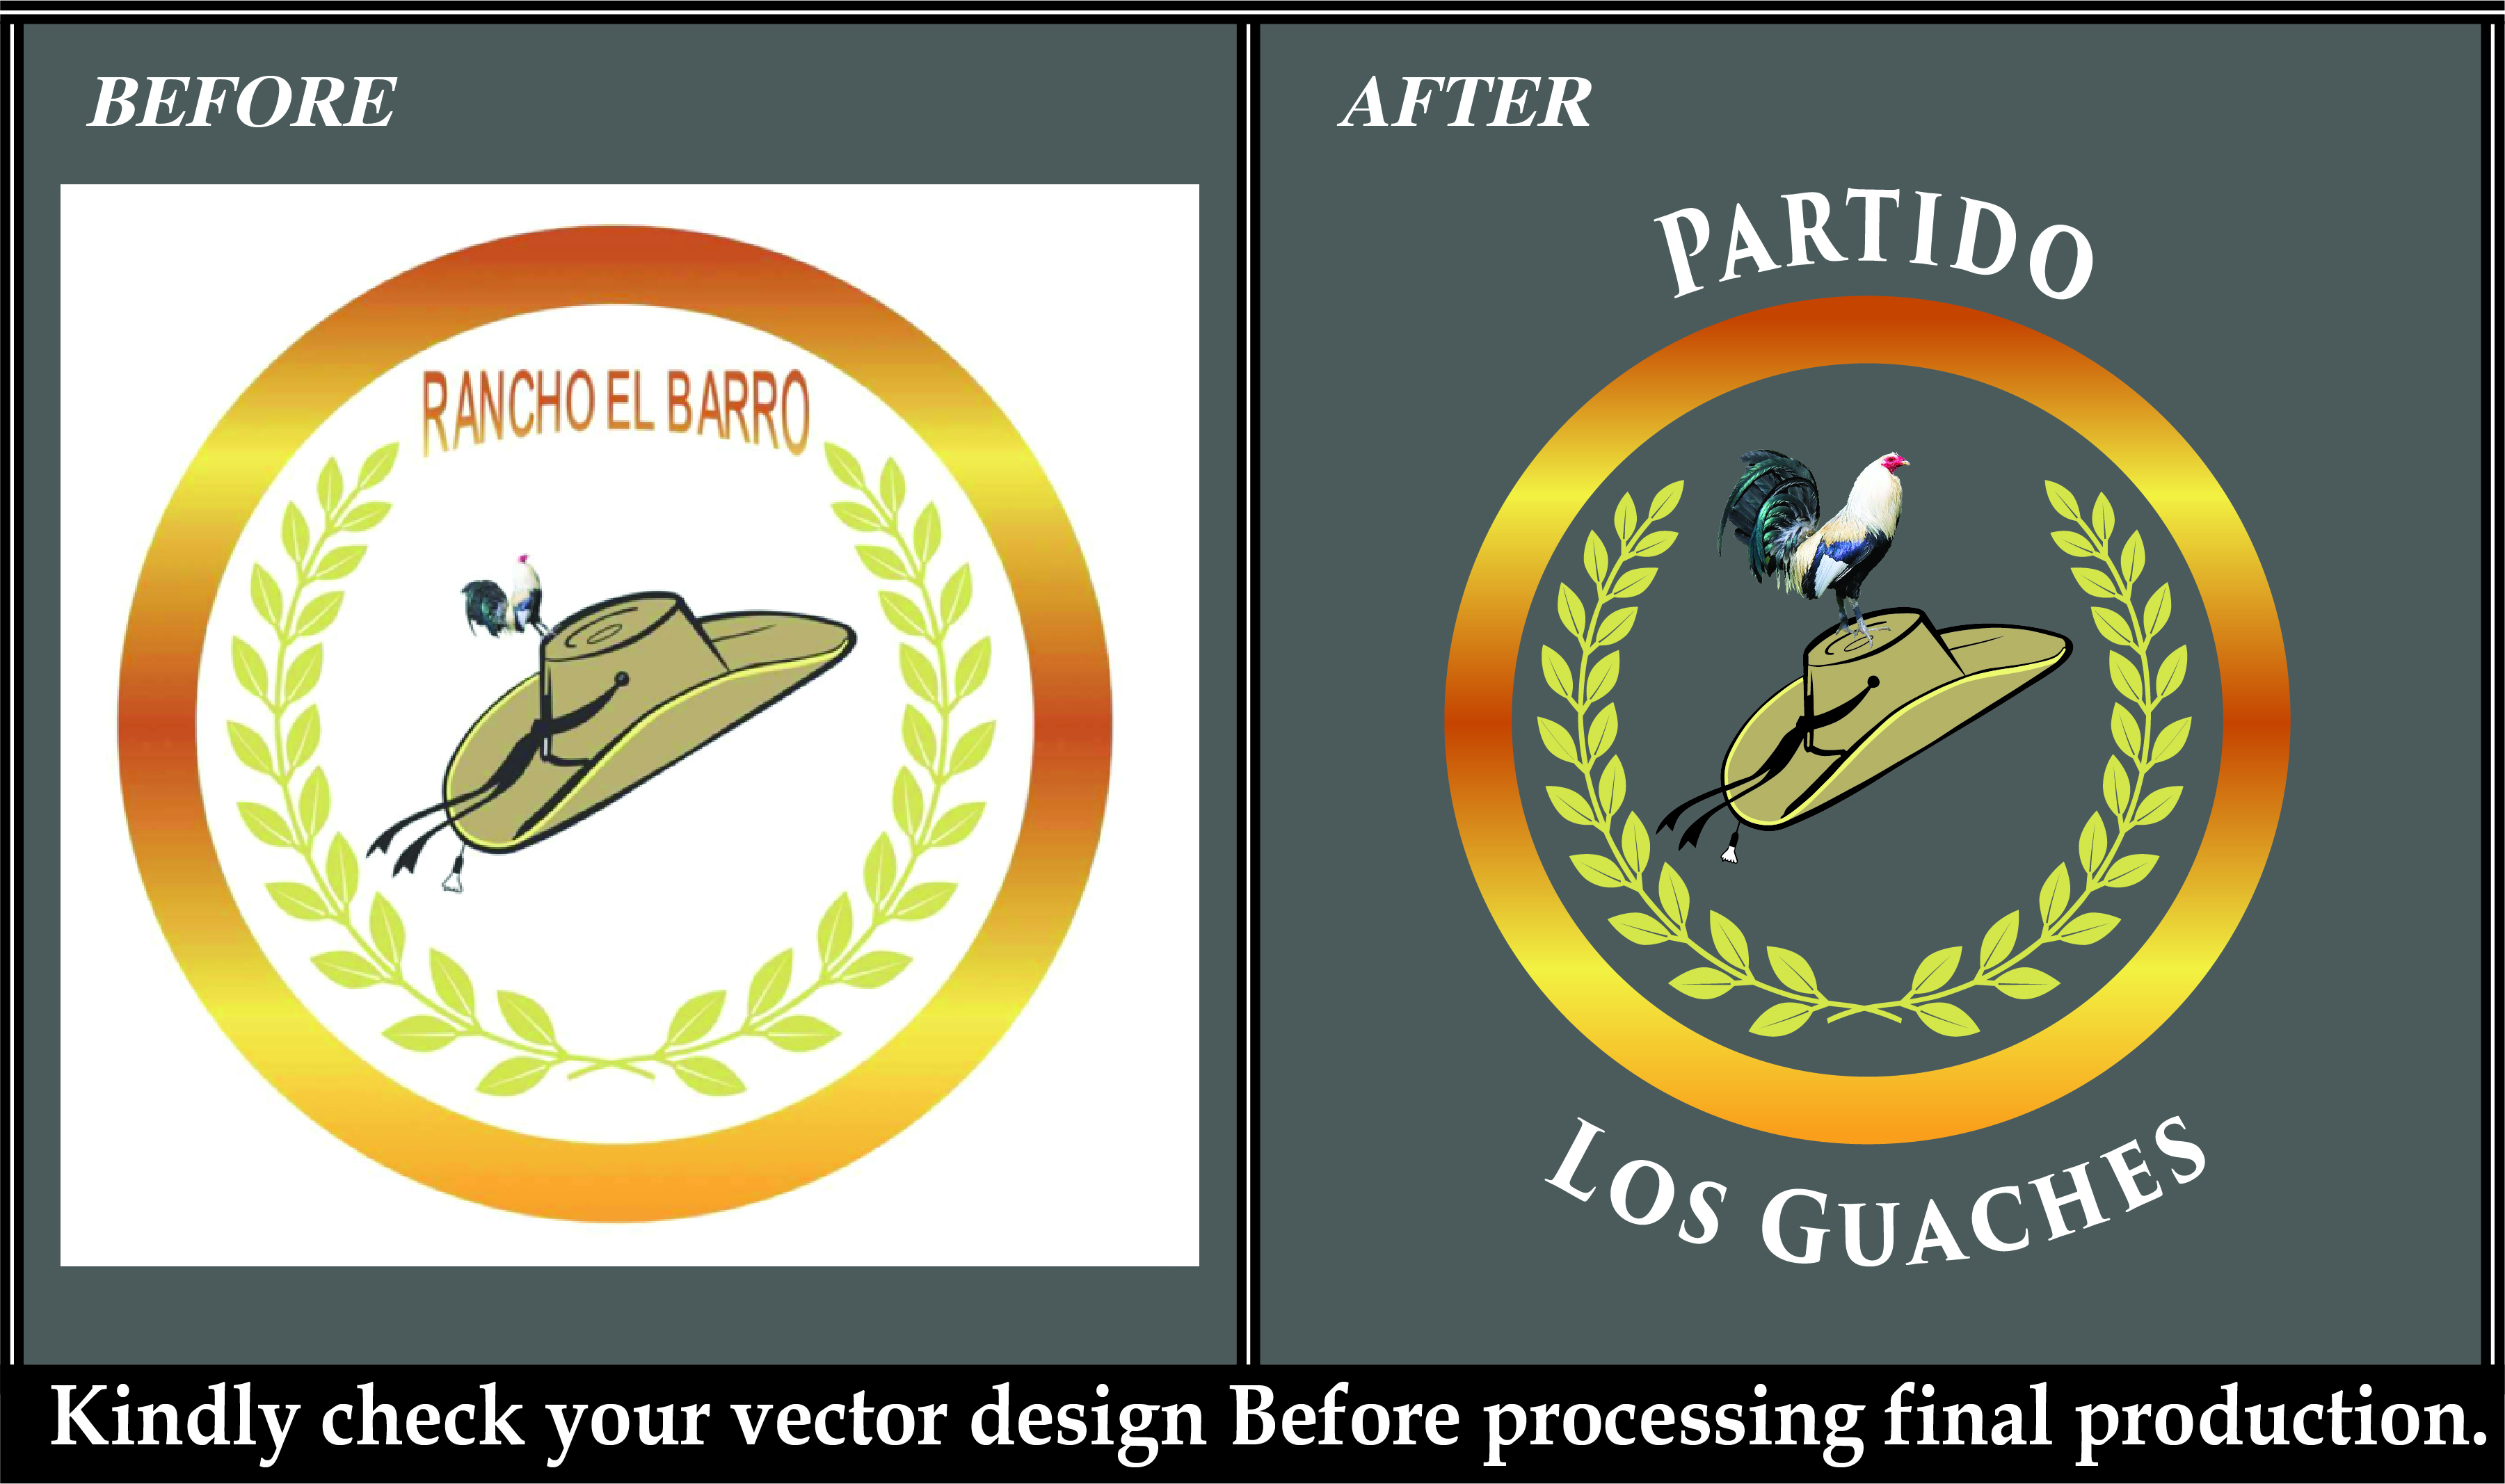 BEFORE
RANCHO EL BARRO
AFTER
PARTIDO
LOS GUACHES
Kindly check your vector design Before processing final production.